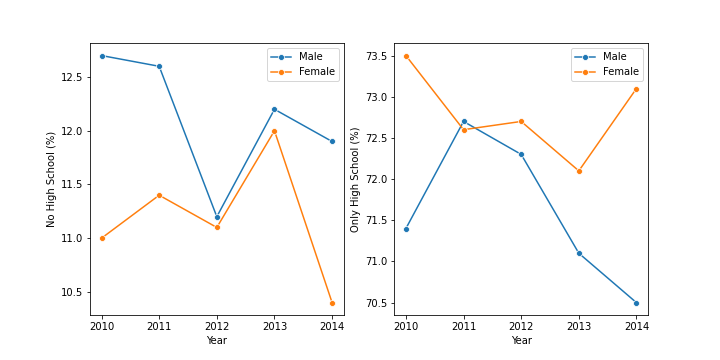 No High School (%)
12.5
12.0
11.5
11.0
10.5
2010 2011 2012 2013 2014
Year
Male
Female
Only High School (%)
73.5
73.0
72.5
72.0
71.5
71.0
70.5
2010 2011 2012 2013 2014
Year
Male
Female